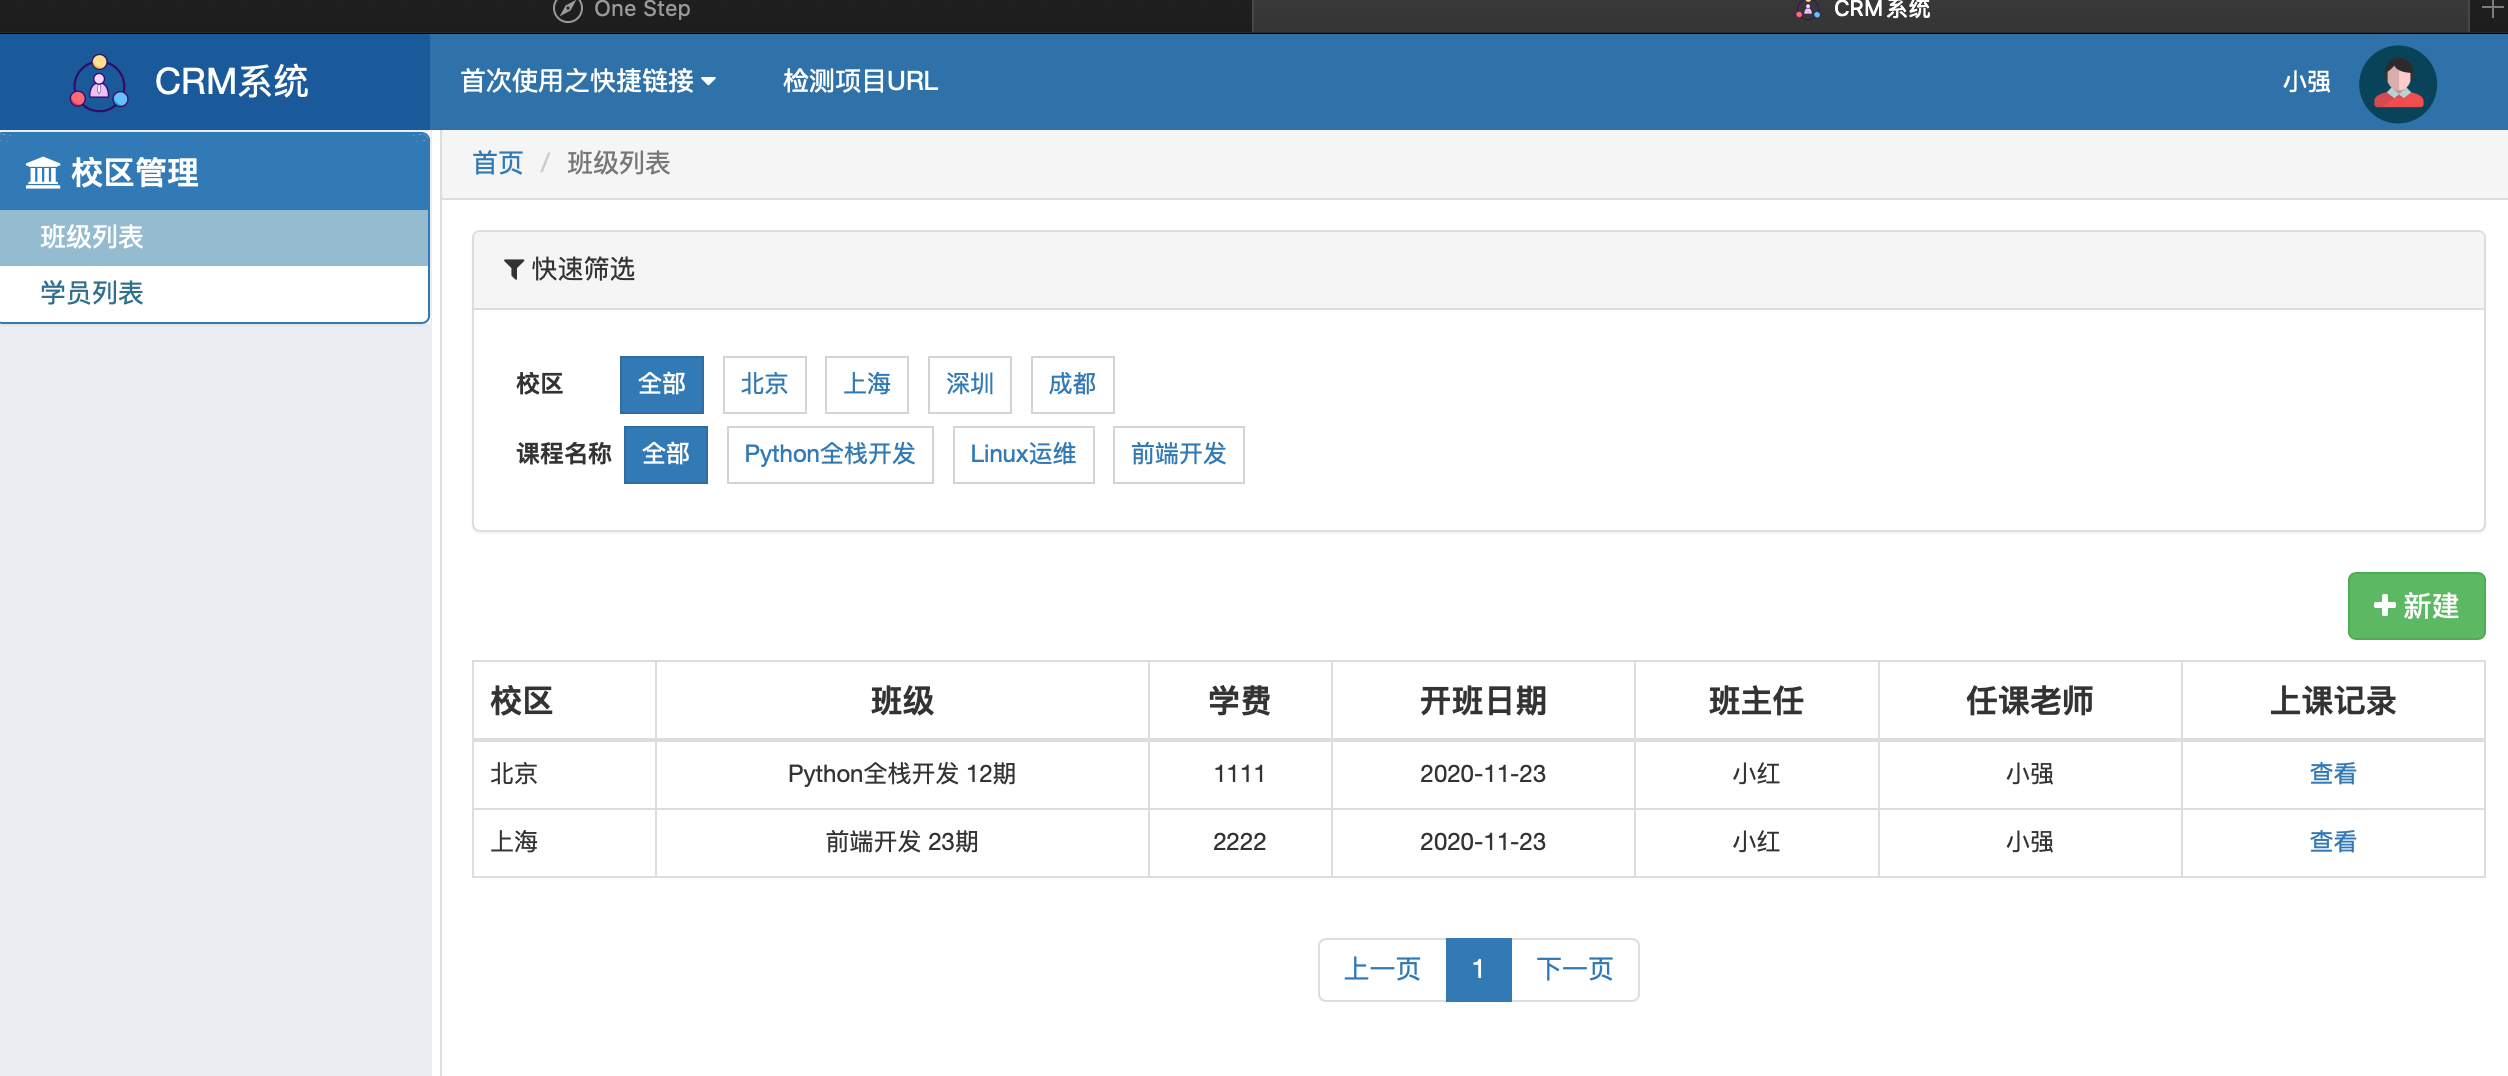 One Step
CRM系统
CRM系统
首次使用之快捷链接
检测项目URL
小强
校区管理
班级列表
学员列表
首页 / 班级列表
快速筛选
校区 全部 北京 上海 深圳 成都
课程名称 全部 Python全栈开发 Linux运维 前端开发
新建
校区 班级 学费 开班日期 班主任 任课老师 上课记录
北京 Python全栈开发 12期 1111 2020-11-23 小红 小强 查看
上海 前端开发 23期 2222 2020-11-23 小红 小强 查看
上一页 1 下一页